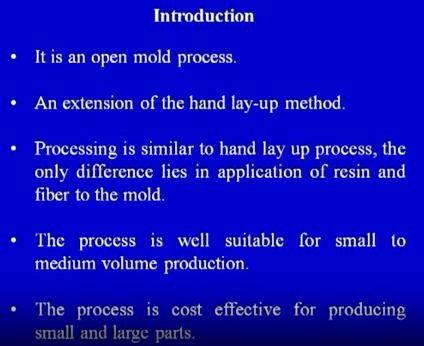 Introduction
• It is an open mold process.
• An extension of the hand lay-up method.
• Processing is similar to hand lay up process, the
only difference lies in application of resin and
fiber to the mold.
• The process is well suitable for small to
medium volume production.
• The process is cost effective for producing
small and large parts.